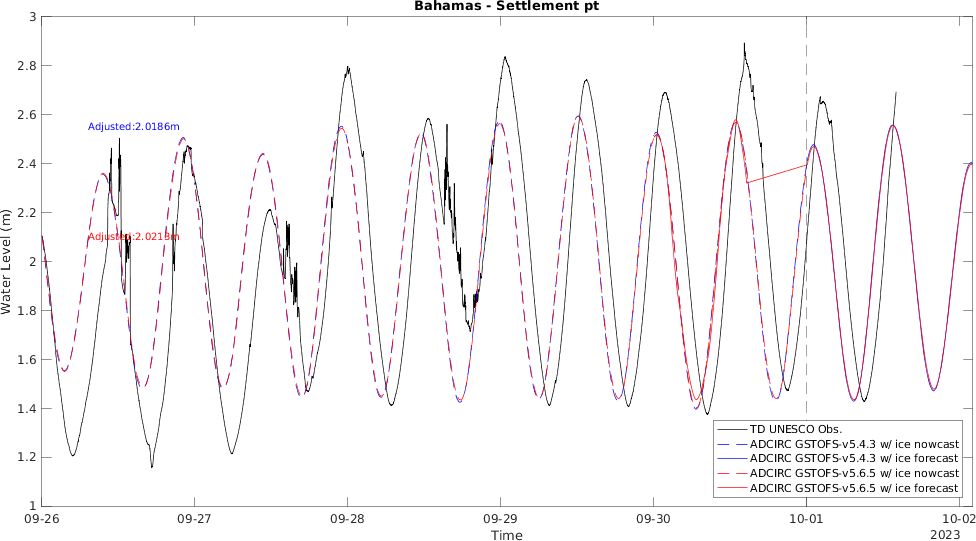 Bahamas - Settlement pt
3
2.8
2.6
2.4
2.2
2
1.8
1.6
1.4
1.2
1
Water Level (m)
Adjusted:2.0186m
Adjusted:2.0213m
TD UNESCO Obs.
ADCIRC GSTOFS-v5.4.3 w/ ice nowcast
ADCIRC GSTOFS-v5.4.3 w/ ice forecast
ADCIRC GSTOFS-v5.6.5 w/ ice nowcast
ADCIRC GSTOFS-v5.6.5 w/ ice forecast
09-26 09-27 09-28 09-29 09-30 10-01 10-02
Time 2023